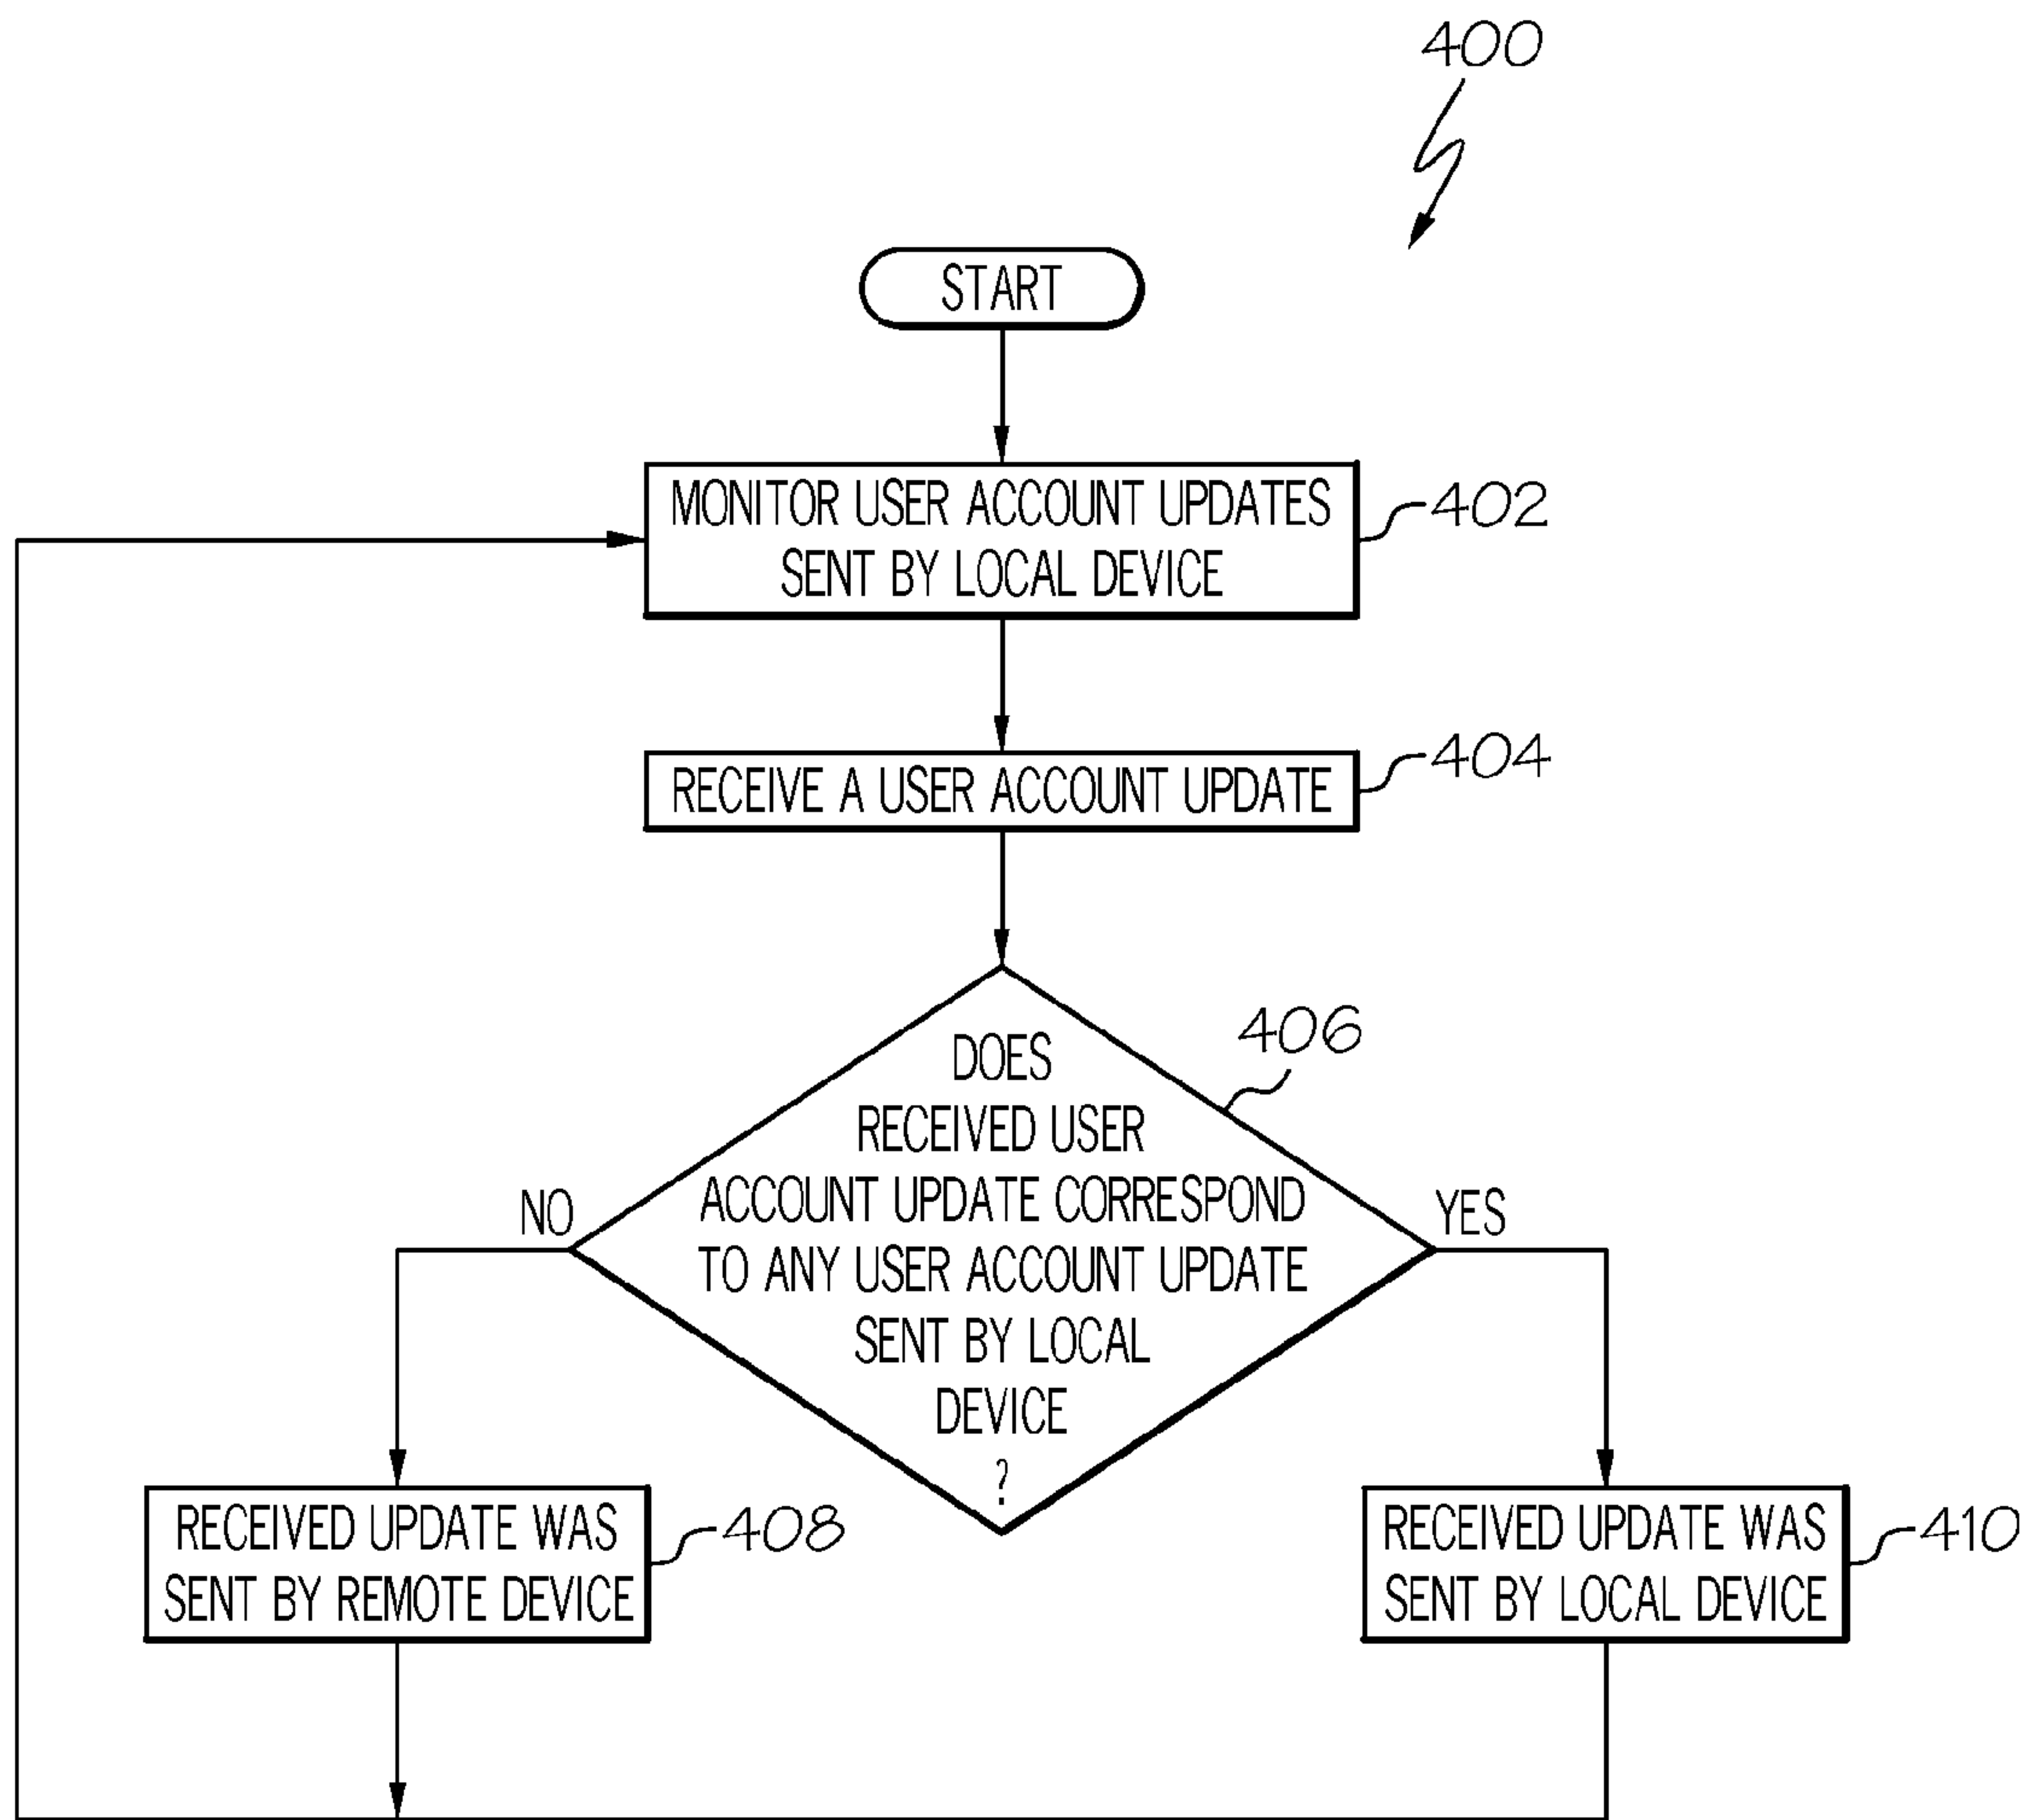 400
START
MONITOR USER ACCOUNT UPDATES
SENT BY LOCAL DEVICE
402
RECEIVE A USER ACCOUNT UPDATE
404
DOES
RECEIVED USER
ACCOUNT UPDATE CORRESPOND
TO ANY USER ACCOUNT UPDATE
SENT BY LOCAL
DEVICE
?
406
NO
YES
RECEIVED UPDATE WAS
SENT BY REMOTE DEVICE
408
RECEIVED UPDATE WAS
SENT BY LOCAL DEVICE
410